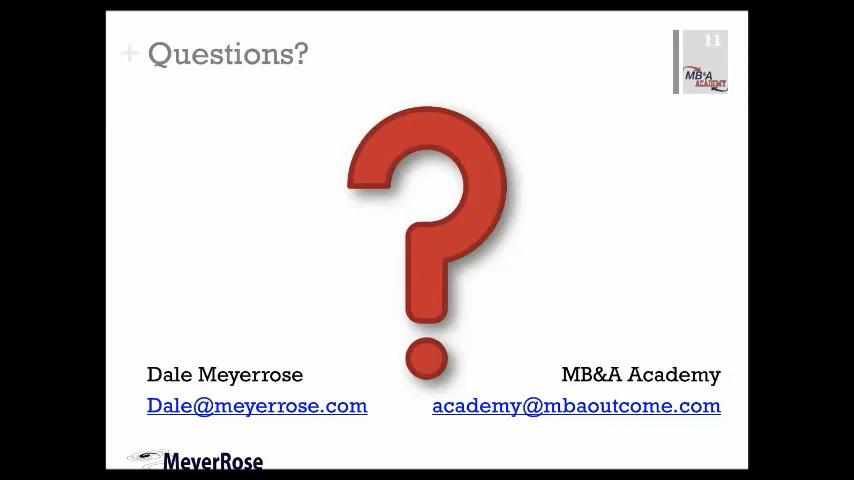 + Questions?
11
MB&A
ACADEMY
?
Dale Meyerrose
MB&A Academy
Dale@meyerrose.com
academy@mbaoutcome.com
MeyerRose